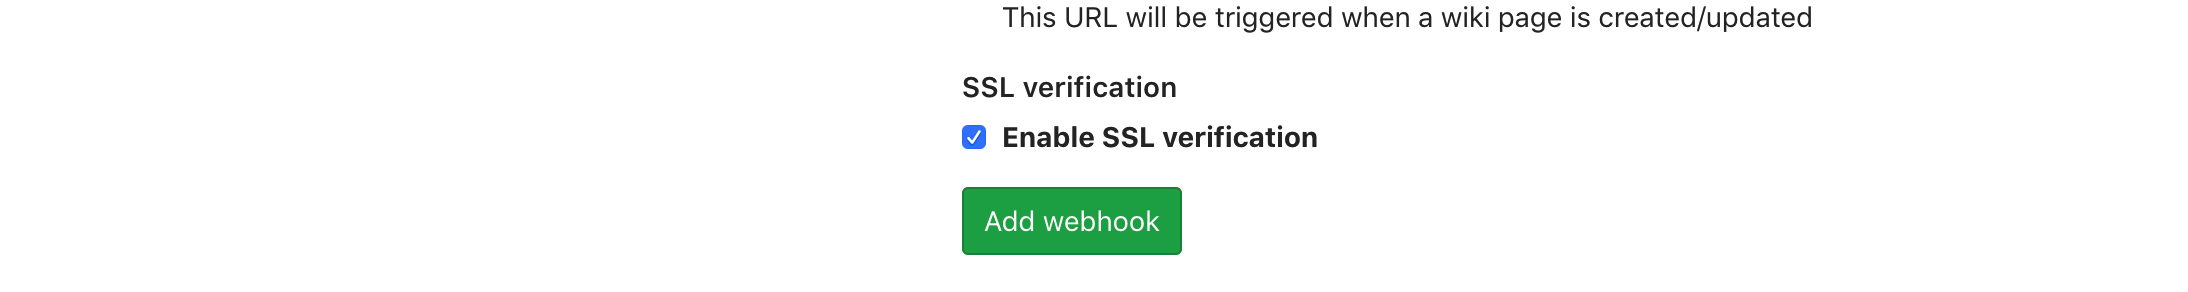 This URL will be triggered when a wiki page is created/updated
SSL verification
Enable SSL verification
Add webhook